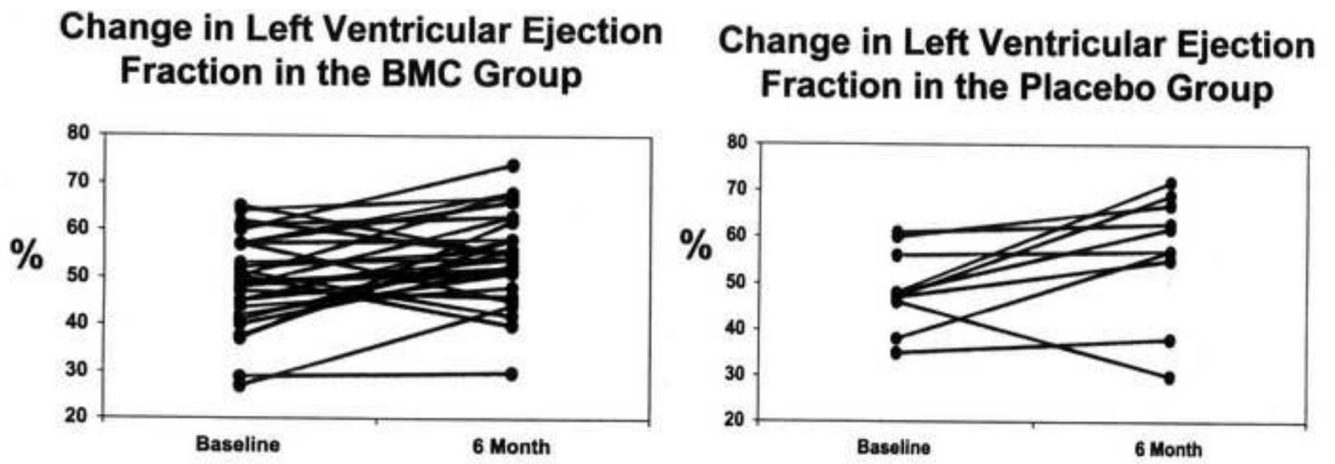 Change in Left Ventricular Ejection
Fraction in the BMC Group
80
70
60
50
40
30
20
%
Baseline
6 Month
Change in Left Ventricular Ejection
Fraction in the Placebo Group
80
70
60
50
40
30
20
%
Baseline
6 Month